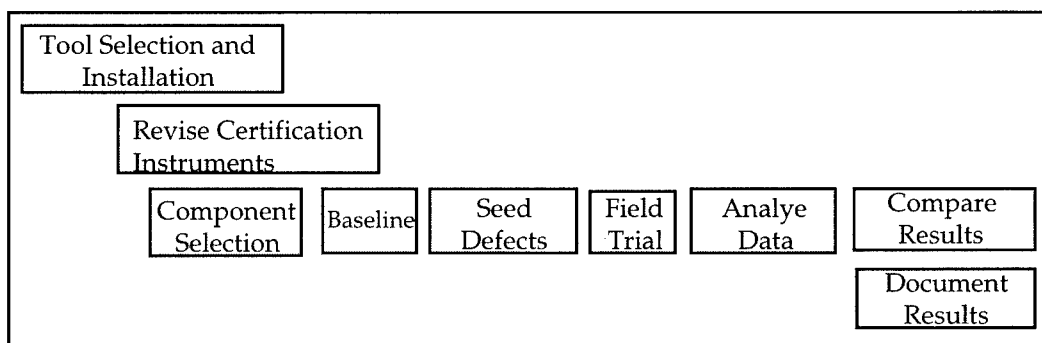 Tool Selection and
Installation
Revise Certification
Instruments
Component
Selection
Baseline
Seed
Defects
Field
Trial
Analye
Data
Compare
Results
Document
Results